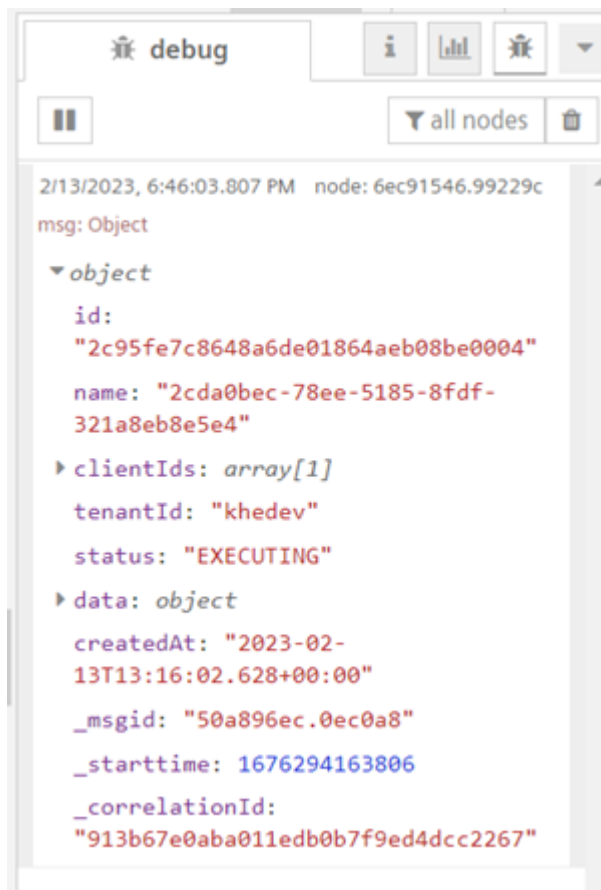 debug
i
all nodes
2/13/2023, 6:46:03.807 PM node: 6ec91546.99229c
msg: Object
object
id:
"2c95fe7c8648a6de01864aeb08be0004"
name: "2cda0bec-78ee-5185-8fdf-
321a8eb8e5e4"
clientIds: array[1]
tenantId: "khedev"
status: "EXECUTING"
data: object
createdAt: "2023-02-
13T13:16:02.628+00:00"
_msgid: "50a896ec.0ec0a8"
_starttime: 1676294163806
_correlationId:
"913b67e0aba011edb0b7f9ed4dcc2267"